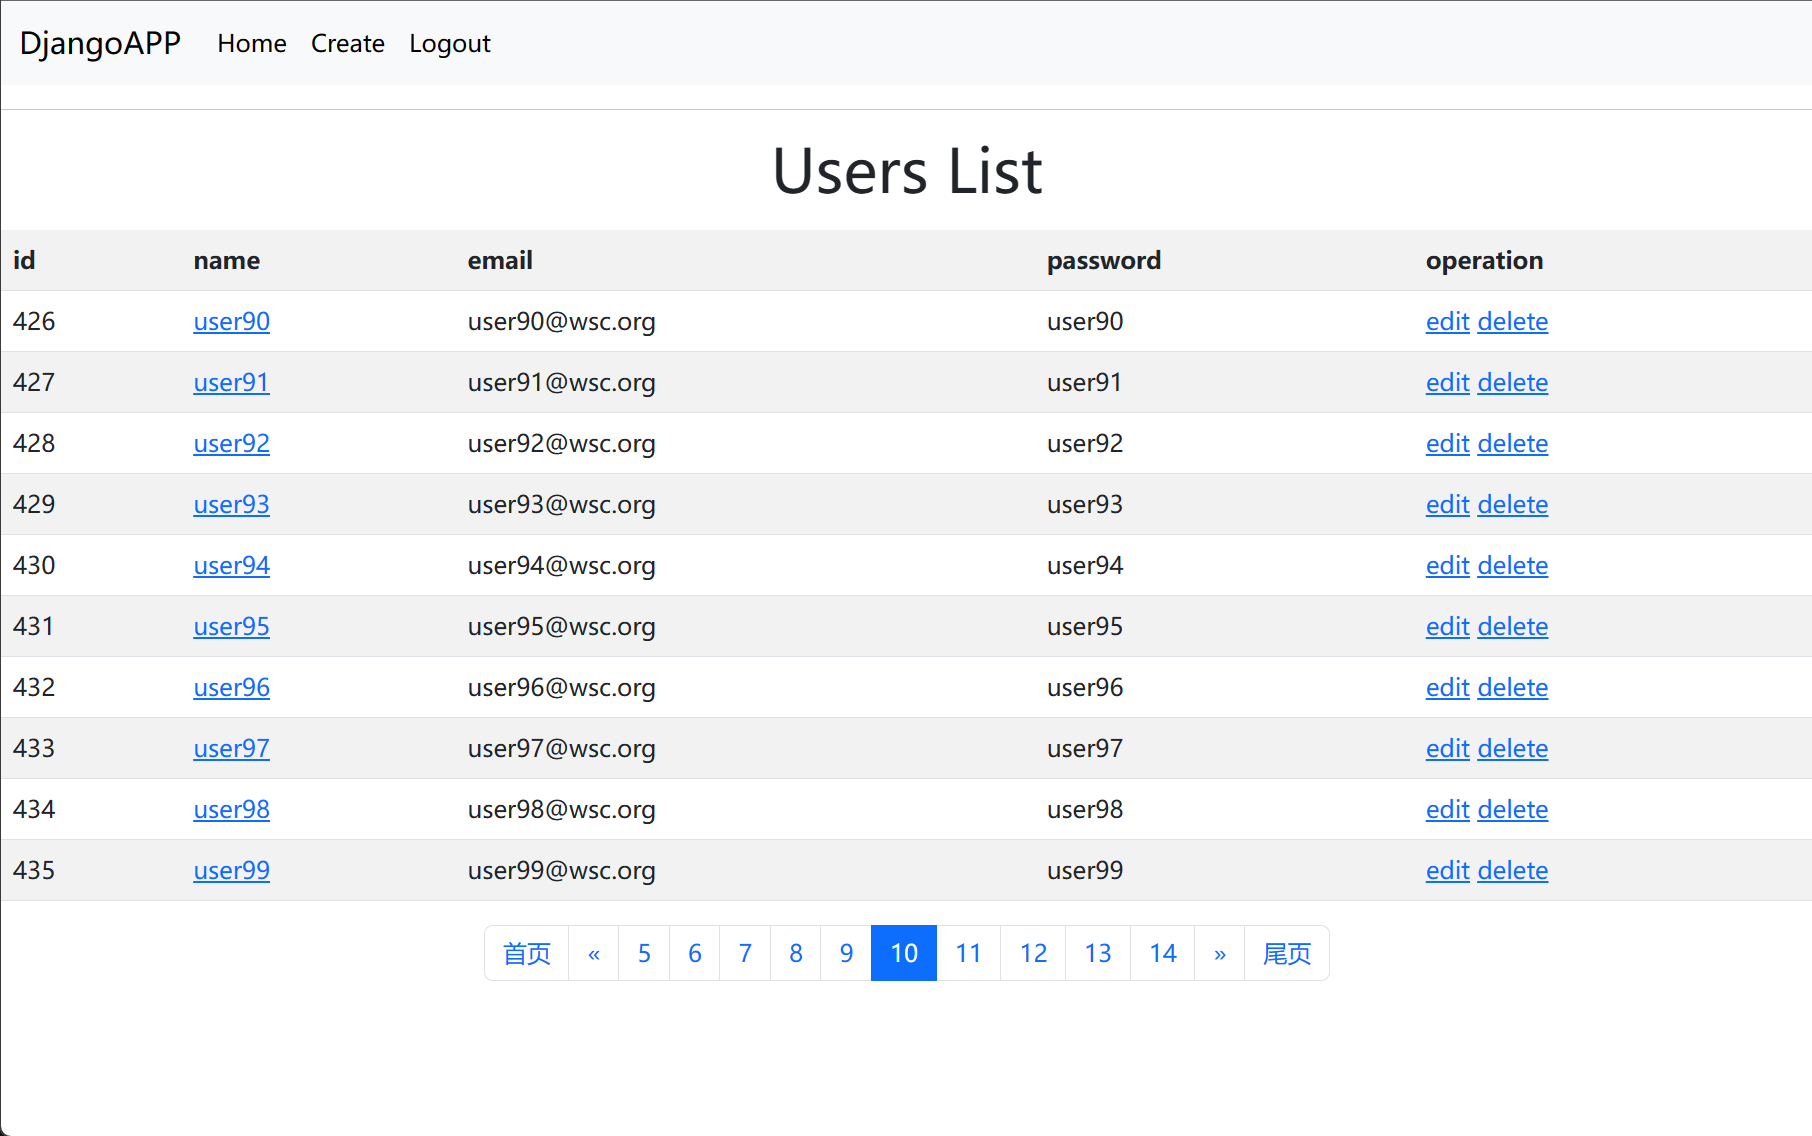 DjangoAPP Home Create Logout
Users List
id name email password operation
426 user90 user90@wsc.org user90 edit delete
427 user91 user91@wsc.org user91 edit delete
428 user92 user92@wsc.org user92 edit delete
429 user93 user93@wsc.org user93 edit delete
430 user94 user94@wsc.org user94 edit delete
431 user95 user95@wsc.org user95 edit delete
432 user96 user96@wsc.org user96 edit delete
433 user97 user97@wsc.org user97 edit delete
434 user98 user98@wsc.org user98 edit delete
435 user99 user99@wsc.org user99 edit delete
首页 « 5 6 7 8 9 10 11 12 13 14 » 尾页